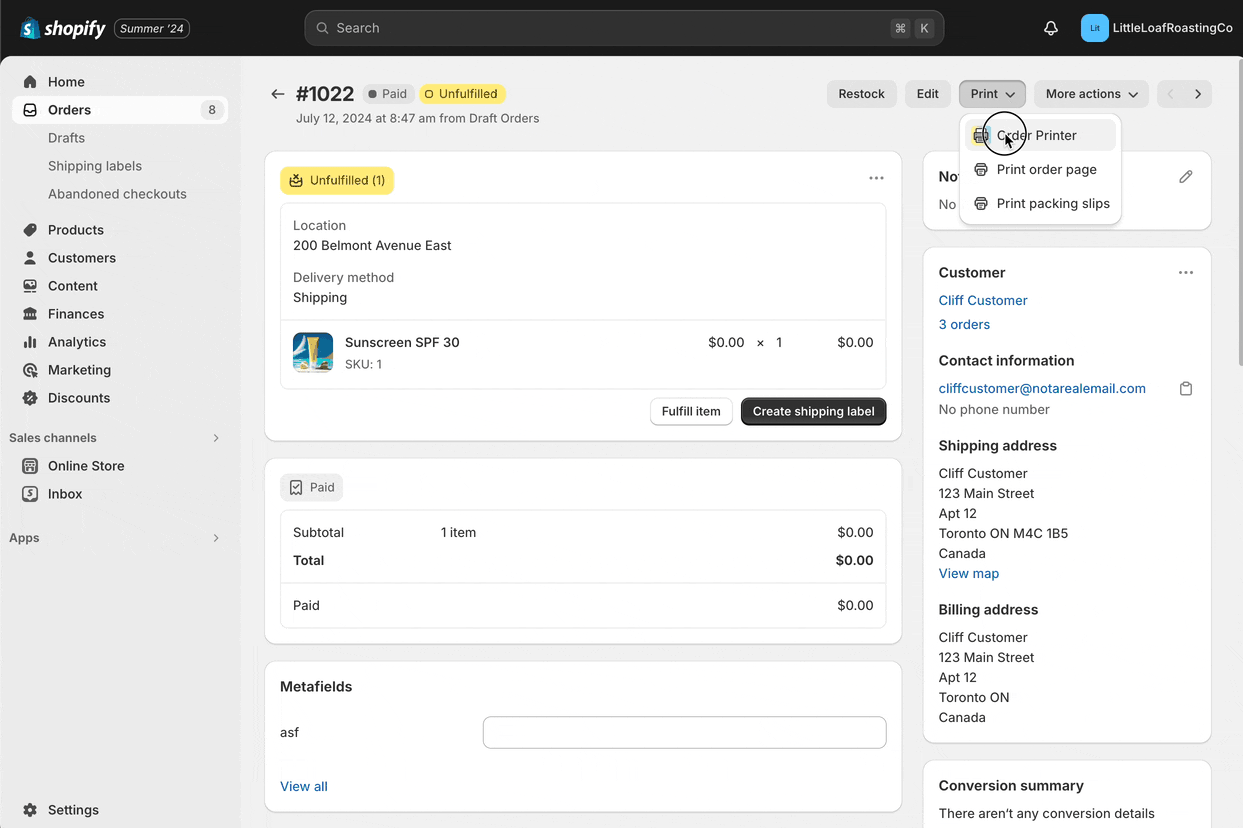 shopify Summer '24
Search ⌘ K
Lit LittleLoafRoastingCo
Home
Orders 8
Drafts
Shipping labels
Abandoned checkouts
Products
Customers
Content
Finances
Analytics
Marketing
Discounts
Sales channels
Online Store
Inbox
Apps
Settings
#1022 Paid Unfulfilled
July 12, 2024 at 8:47 am from Draft Orders
Restock Edit Print More actions
Order Printer
Print order page
Print packing slips
Unfulfilled (1)
Location
200 Belmont Avenue East
Delivery method
Shipping
Sunscreen SPF 30 $0.00 × 1 $0.00
SKU: 1
Fulfill item Create shipping label
Paid
Subtotal 1 item $0.00
Total $0.00
Paid $0.00
Metafields
asf
View all
No
No
Customer
Cliff Customer
3 orders
Contact information
cliffcustomer@notarealemail.com
No phone number
Shipping address
Cliff Customer
123 Main Street
Apt 12
Toronto ON M4C 1B5
Canada
View map
Billing address
Cliff Customer
123 Main Street
Apt 12
Toronto ON
Canada
Conversion summary
There aren't any conversion details